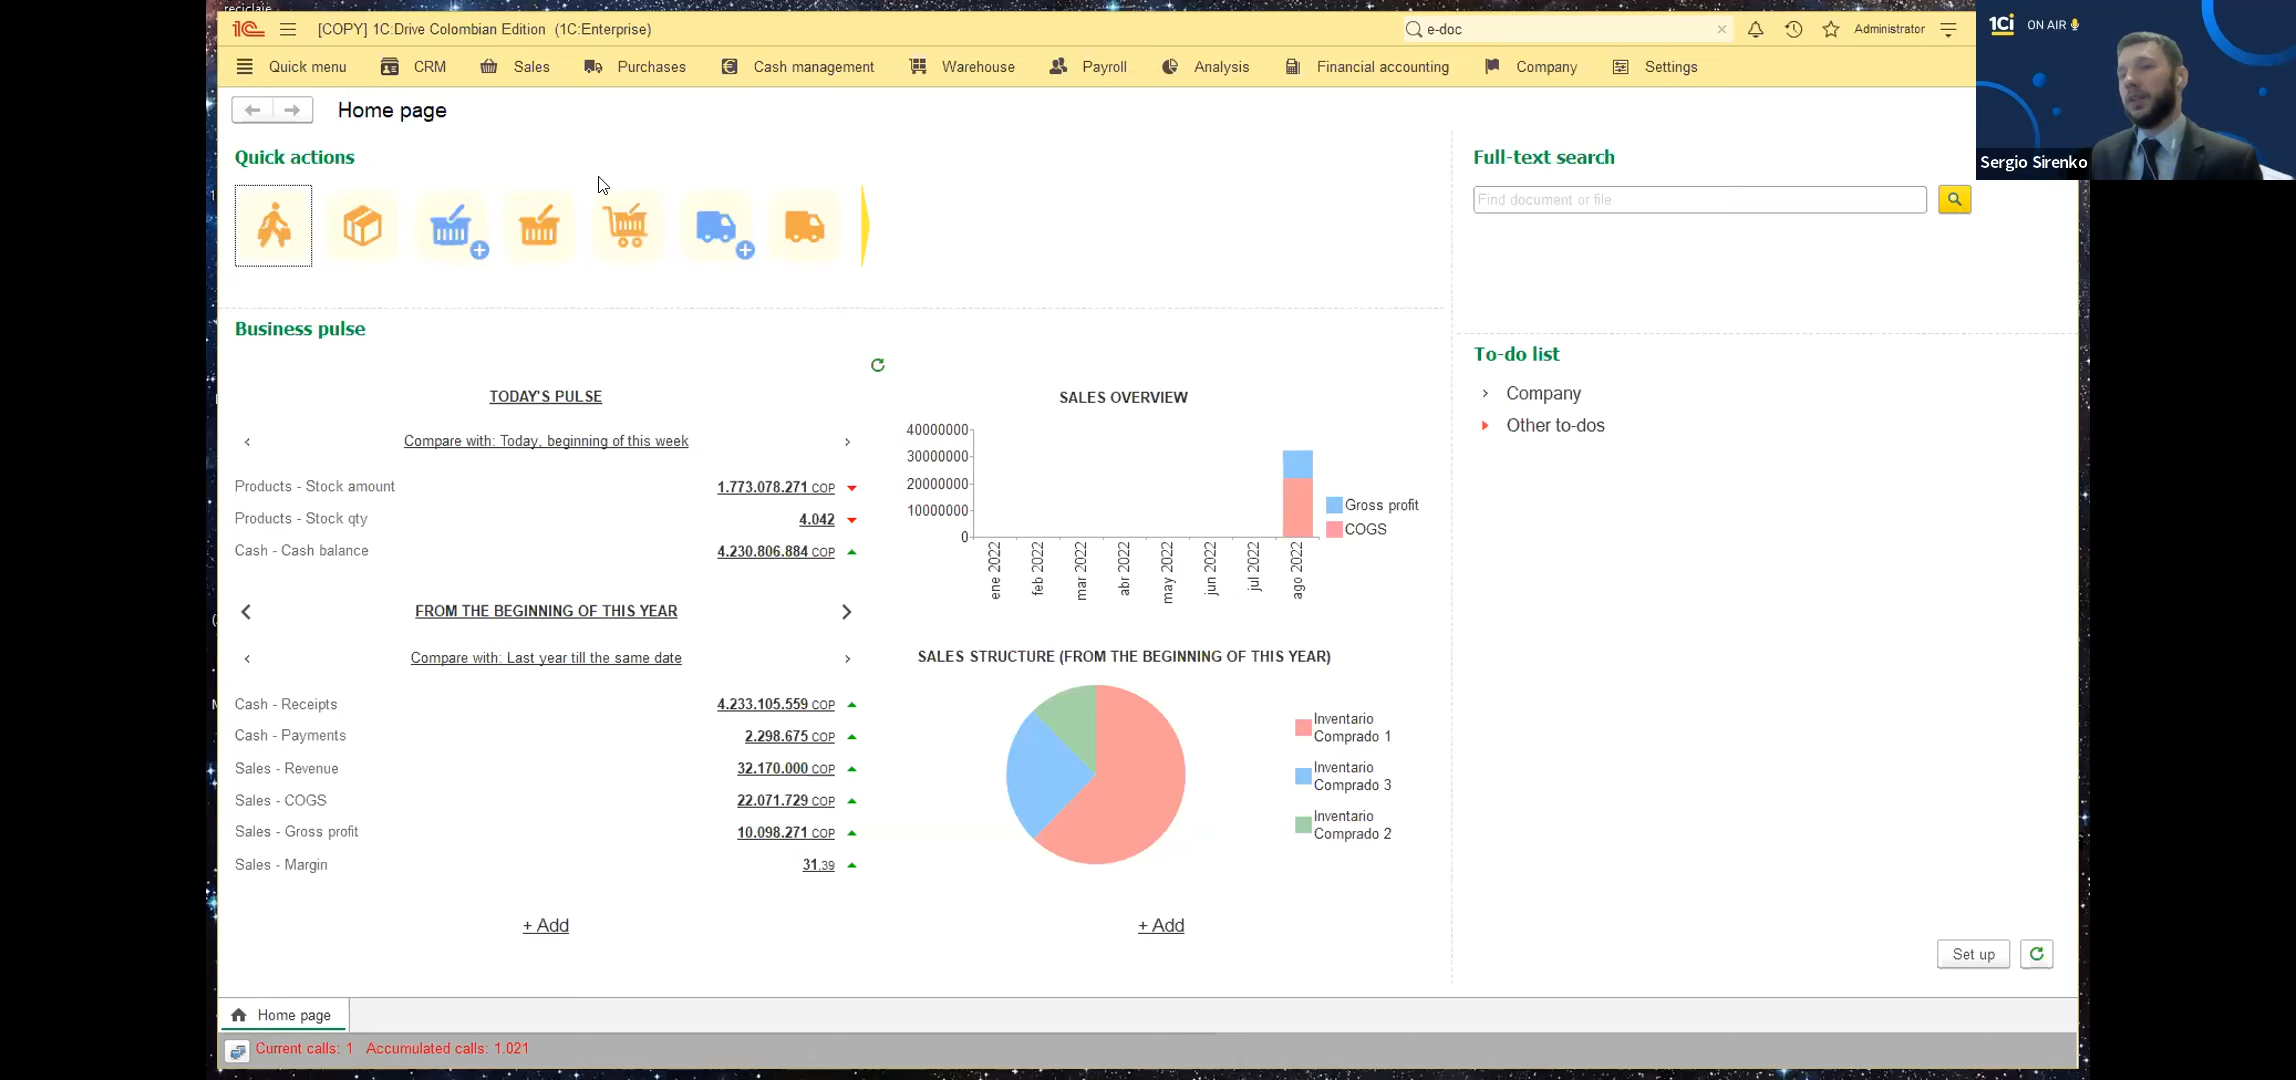 reciclaje
1C [COPY] 1C:Drive Colombian Edition (1C:Enterprise) e-doc Administrator
1Ci ON AIR
Quick menu CRM Sales Purchases Cash management Warehouse Payroll Analysis Financial accounting Company Settings
Home page
Sergio Sirenko
Quick actions
Full-text search
Find document or file
Business pulse
To-do list
Company
Other to-dos
TODAY'S PULSE
Compare with: Today, beginning of this week
Products - Stock amount 1.773.078.271 COP
Products - Stock qty 4.042
Cash - Cash balance 4.230.806.884 COP
FROM THE BEGINNING OF THIS YEAR
Compare with: Last year till the same date
Cash - Receipts 4.233.105.559 COP
Cash - Payments 2.298.675 COP
Sales - Revenue 32.170.000 COP
Sales - COGS 22.071.729 COP
Sales - Gross profit 10.098.271 COP
Sales - Margin 31.39
+ Add
SALES OVERVIEW
40000000
30000000
20000000
10000000
0
ene 2022
feb 2022
mar 2022
abr 2022
may 2022
jun 2022
jul 2022
ago 2022
Gross profit
COGS
SALES STRUCTURE (FROM THE BEGINNING OF THIS YEAR)
Inventario
Comprado 1
Inventario
Comprado 3
Inventario
Comprado 2
+ Add
Set up
Home page
Current calls: 1 Accumulated calls: 1.021